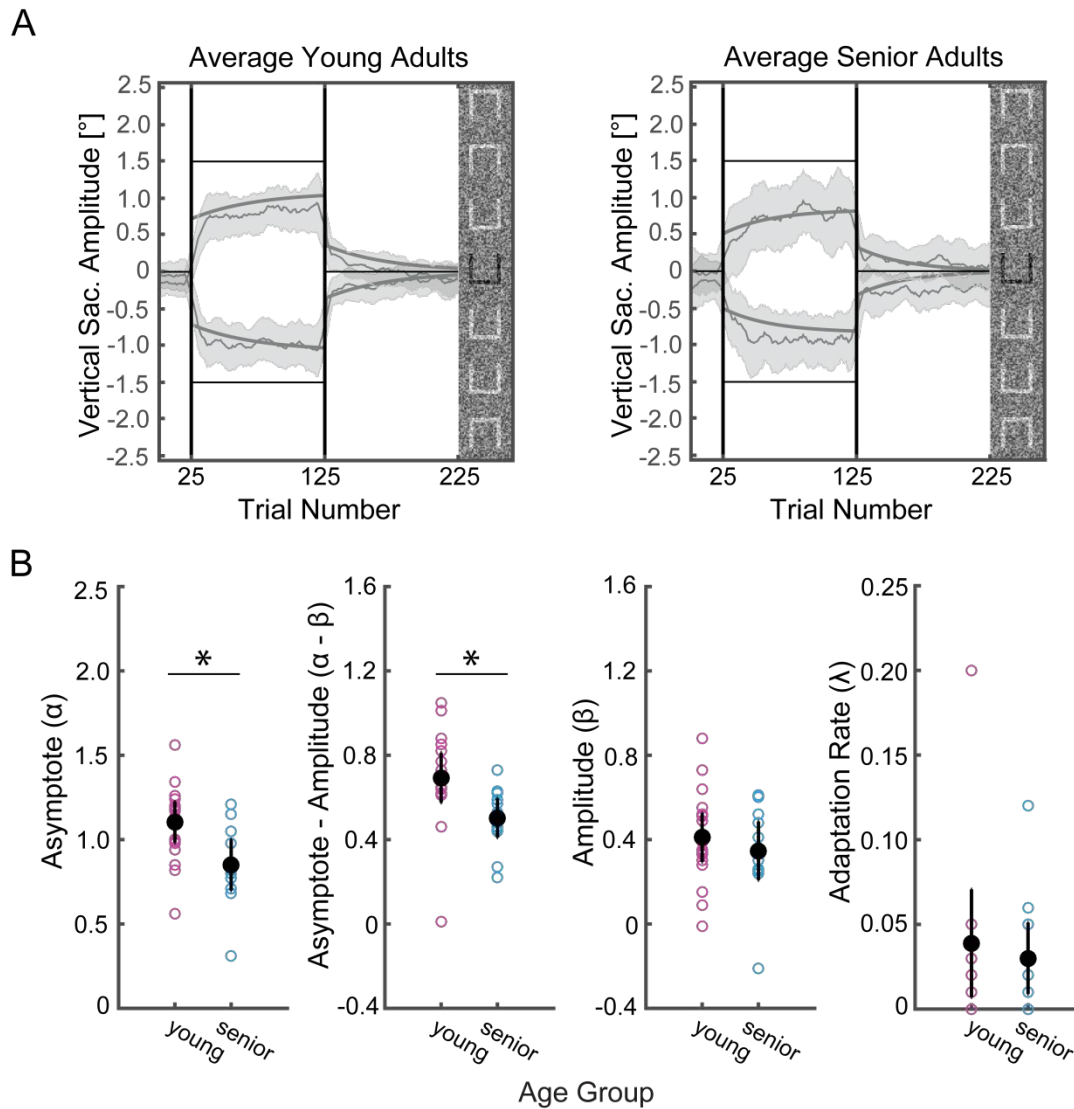 A
Average Young Adults
Vertical Sac. Amplitude [°]
2.5
2.0
1.5
1.0
0.5
0
-0.5
-1.0
-1.5
-2.0
-2.5
25 125 225
Trial Number
Average Senior Adults
Vertical Sac. Amplitude [°]
2.5
2.0
1.5
1.0
0.5
0
-0.5
-1.0
-1.5
-2.0
-2.5
25 125 225
Trial Number
B
Asymptote (α)
2.5
2.0
1.5
1.0
0.5
0
*
young senior
Asymptote - Amplitude (α - β)
1.6
1.2
0.8
0.4
0
-0.4
*
young senior
Amplitude (β)
1.6
1.2
0.8
0.4
0
-0.4
young senior
Adaptation Rate (λ)
0.25
0.20
0.15
0.10
0.05
0
young senior
Age Group